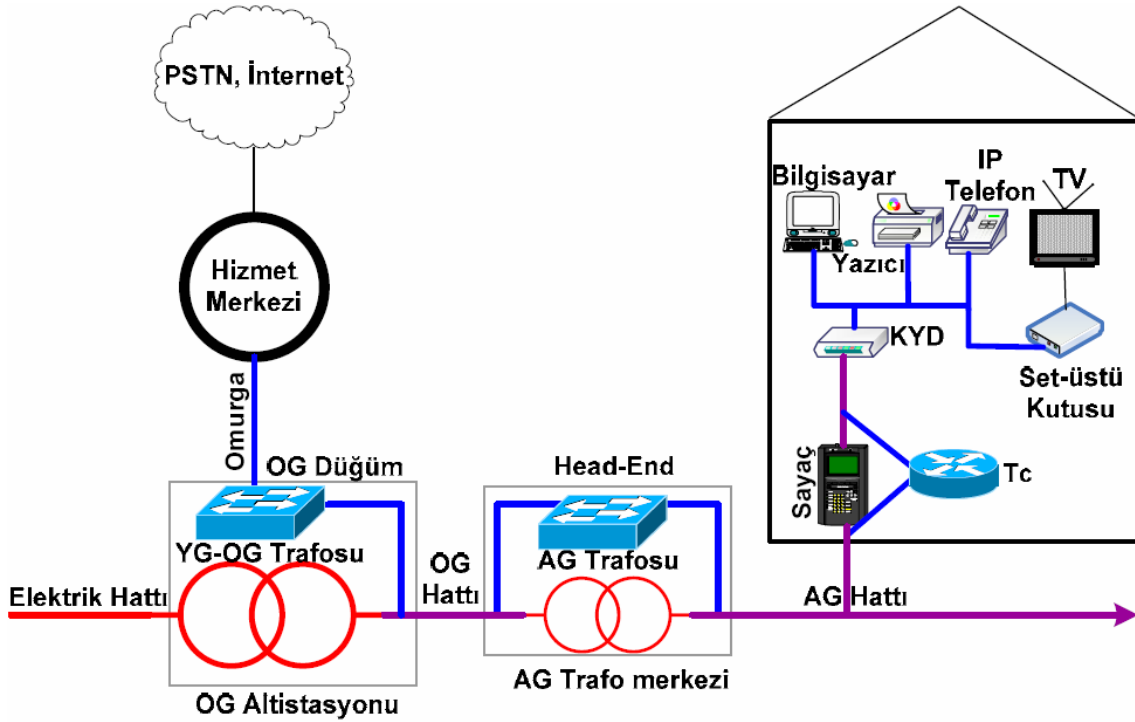 PSTN, İnternet
Hizmet
Merkezi
Omurga
OG Düğüm
YG-OG Trafosu
Elektrik Hattı
OG Altistasyonu
OG
Hattı
Head-End
AG Trafosu
AG Trafo merkezi
AG Hattı
Bilgisayar
Yazıcı
IP
Telefon
TV
KYD
Set-üstü
Kutusu
Sayaç
Tc